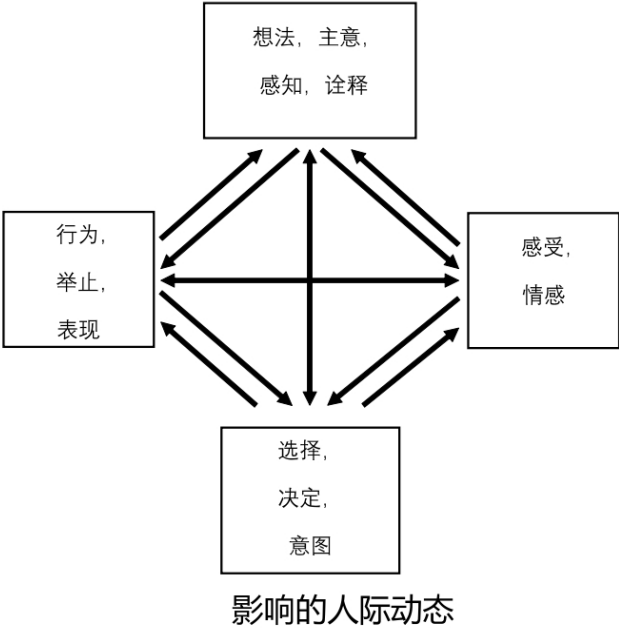 想法，主意，
感知，诠释
行为，
举止，
表现
感受，
情感
选择，
决定，
意图
影响的人际动态